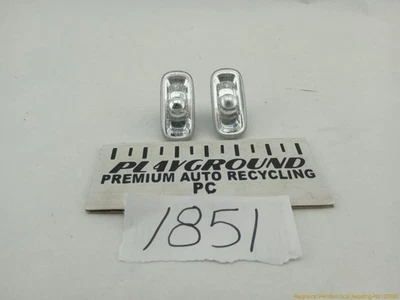 PLAYGROUND
PREMIUM AUTO RECYCLING
PC
1851